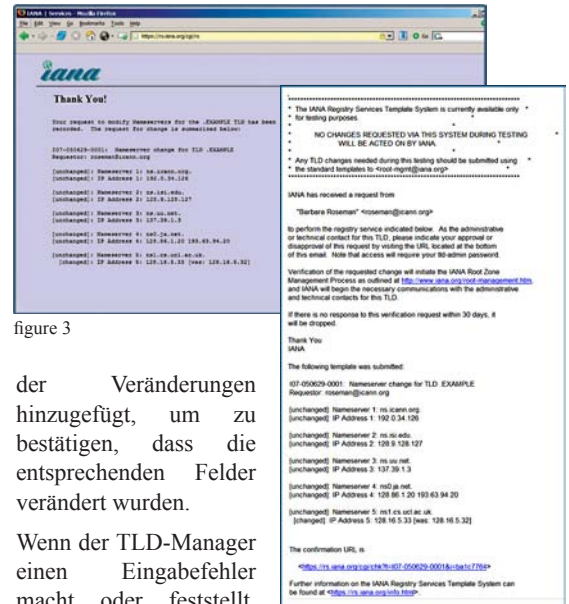 IANA | Services - Mozilla Firefox
File Edit View Go Bookmarks Tools Help
iana
Thank You!
Your request to modify Nameservers for the .EXAMPLE TLD has been
recorded. The request for change is summarized below:
I07-050629-0001: Nameserver change for TLD .EXAMPLE
Requestor: roseman@icann.org
[unchanged]: Nameserver 1: ns.icann.org.
[unchanged]: IP Address 1: 192.0.34.126
[unchanged]: Nameserver 2: ns.isi.edu.
[unchanged]: IP Address 2: 128.9.128.127
[unchanged]: Nameserver 3: ns.uu.net.
[unchanged]: IP Address 3: 137.39.1.3
[unchanged]: Nameserver 4: ns0.ja.net.
[unchanged]: IP Address 4: 128.86.1.20 193.63.94.20
[unchanged]: Nameserver 5: ns1.cs.ucl.ac.uk.
[changed]: IP Address 5: 128.16.5.33 [was: 128.16.5.32]
figure 3
der Veränderungen
hinzugefügt, um zu
bestätigen, dass die
entsprechenden Felder
verändert wurden.
Wenn der TLD-Manager
einen Eingabefehler
macht oder feststellt,
* The IANA Registry Services Template System is currently available only *
* for testing purposes. *
* NO CHANGES REQUESTED VIA THIS SYSTEM DURING TESTING *
* WILL BE ACTED ON BY IANA. *
* Any TLD changes needed during this testing should be submitted using *
* the standard templates to <root-mgmt@iana.org> *
IANA has received a request from
"Barbara Roseman" <roseman@icann.org>
to perform the registry service indicated below. As the administrative
or technical contact for this TLD, please indicate your approval or
disapproval of this request by visiting the URL located at the bottom
of this email. Note that access will require your tld-admin password.
Verification of the requested change will initiate the IANA Root Zone
Management Process as outlined at http://www.iana.org/root-management.htm,
and IANA will begin the necessary communications with the administrative
and technical contacts for this TLD.
If there is no response to this verification request within 30 days, it
will be dropped.
Thank You
IANA
The following template was submitted:
I07-050629-0001: Nameserver change for TLD .EXAMPLE
Requestor: roseman@icann.org
[unchanged]: Nameserver 1: ns.icann.org.
[unchanged]: IP Address 1: 192.0.34.126
[unchanged]: Nameserver 2: ns.isi.edu.
[unchanged]: IP Address 2: 128.9.128.127
[unchanged]: Nameserver 3: ns.uu.net.
[unchanged]: IP Address 3: 137.39.1.3
[unchanged]: Nameserver 4: ns0.ja.net.
[unchanged]: IP Address 4: 128.86.1.20 193.63.94.20
[unchanged]: Nameserver 5: ns1.cs.ucl.ac.uk.
[changed]: IP Address 5: 128.16.5.33 [was: 128.16.5.32]
The confirmation URL is
Further information on the IANA Registry Services Template System can
be found at <https://rs.iana.org/info.html>.